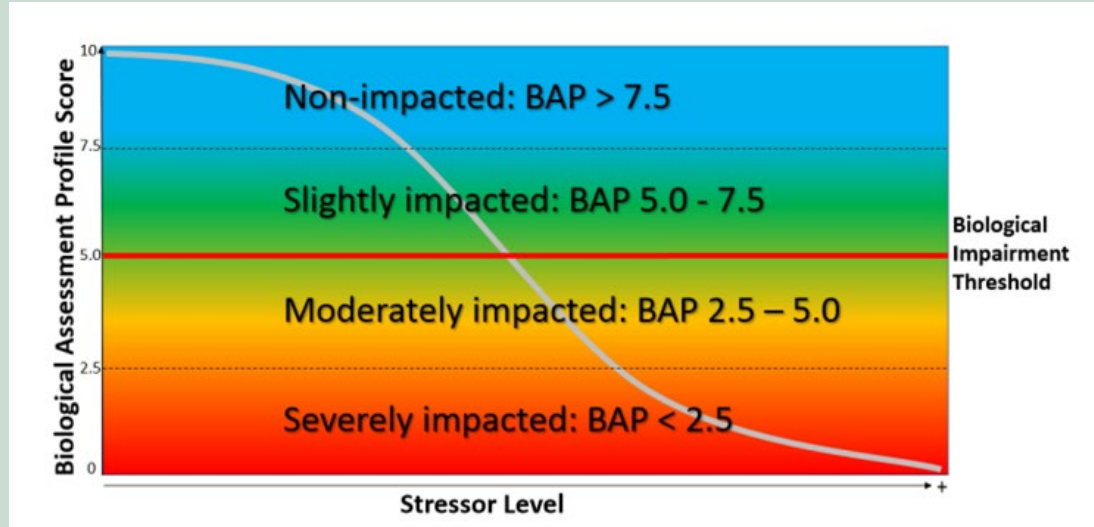 Biological Assessment Profile Score
10
7.5
5.0
2.5
0
Non-impacted: BAP > 7.5
Slightly impacted: BAP 5.0 - 7.5
Moderately impacted: BAP 2.5 – 5.0
Severely impacted: BAP < 2.5
Biological
Impairment
Threshold
+
Stressor Level